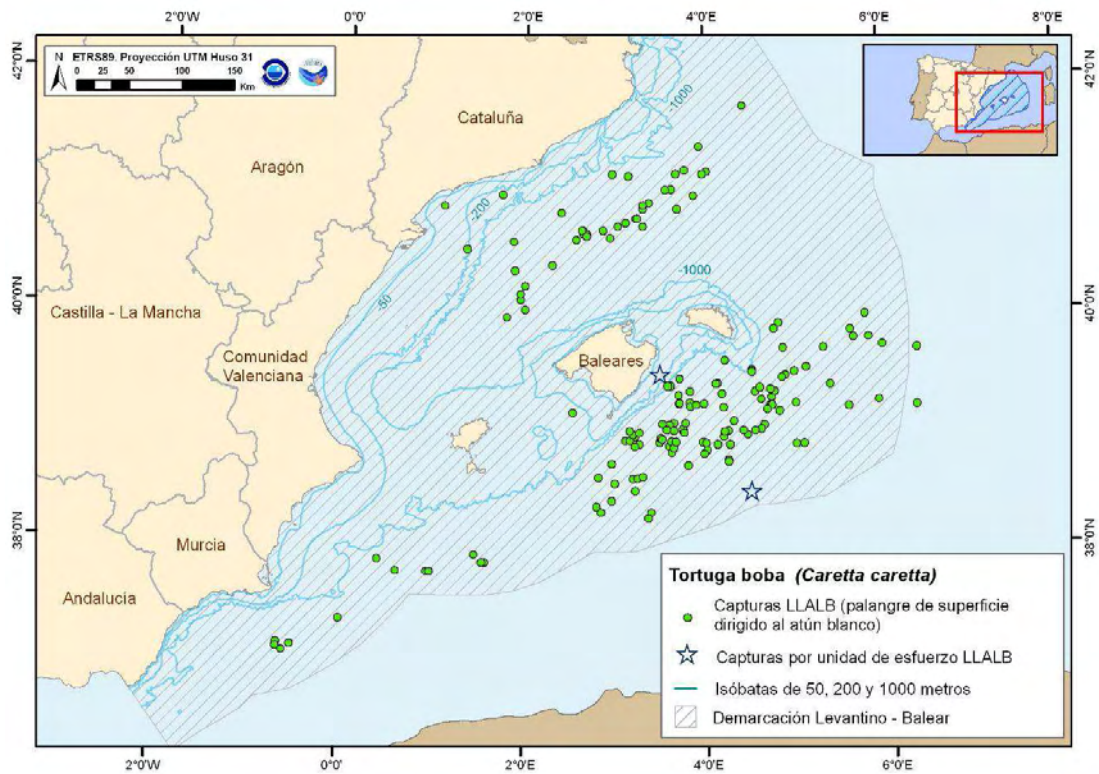 2°0'W
0°0'
2°0'E
4°0'E
6°0'E
8°0'E
42°0'N
42°0'N
N ETRS89. Proyección UTM Huso 31
0 25 50 100 150
Km
-1000
Cataluña
Aragón
-200
-1000
40°0'N
40°0'N
Castilla - La Mancha
-50
Comunidad
Valenciana
Baleares
38°0'N
38°0'N
Murcia
Andalucia
Tortuga boba (Caretta caretta)
Capturas LLALB (palangre de superficie
dirigido al atún blanco)
Capturas por unidad de esfuerzo LLALB
Isóbatas de 50, 200 y 1000 metros
Demarcación Levantino - Balear
2°0'W
0°0'
2°0'E
4°0'E
6°0'E